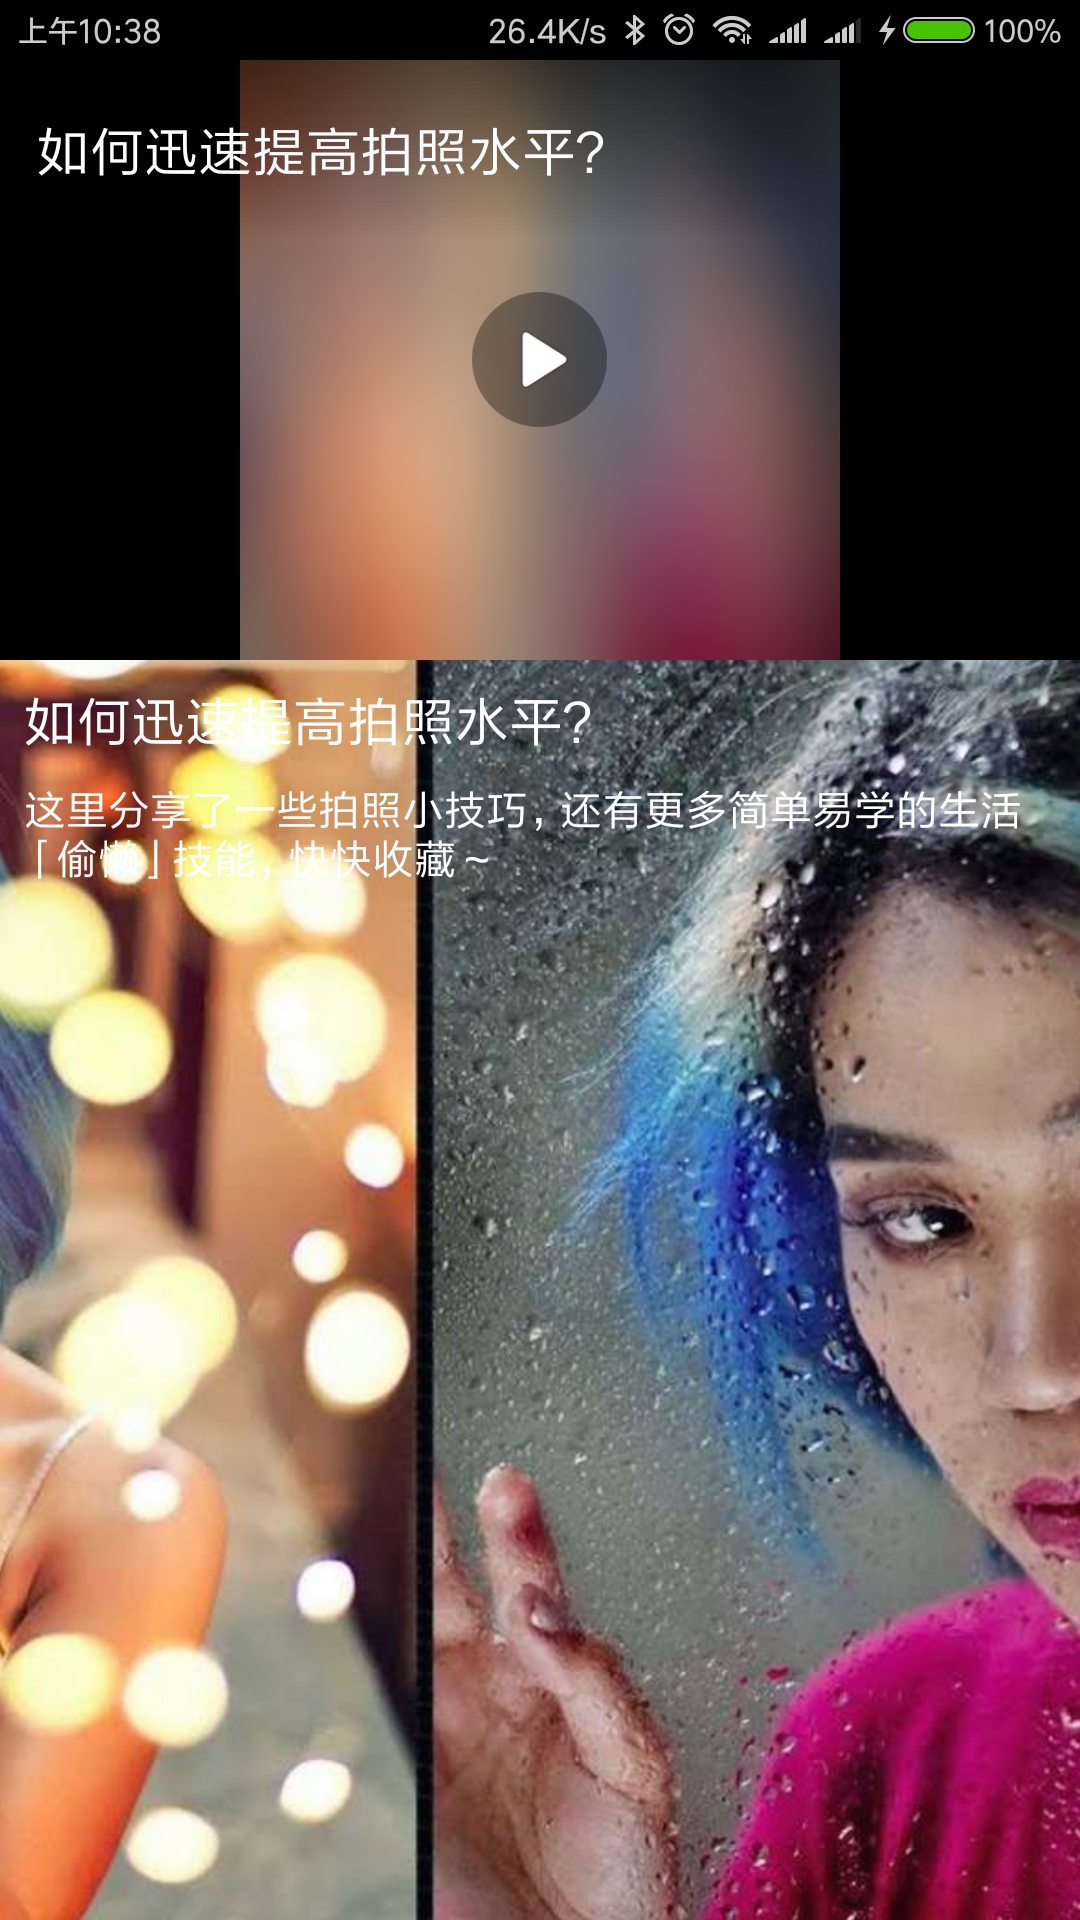 上午10:38 26.4K/s 100%
如何迅速提高拍照水平?
如何迅速提高拍照水平?
这里分享了一些拍照小技巧，还有更多简单易学的生活
「偷懒」技能，快快收藏～